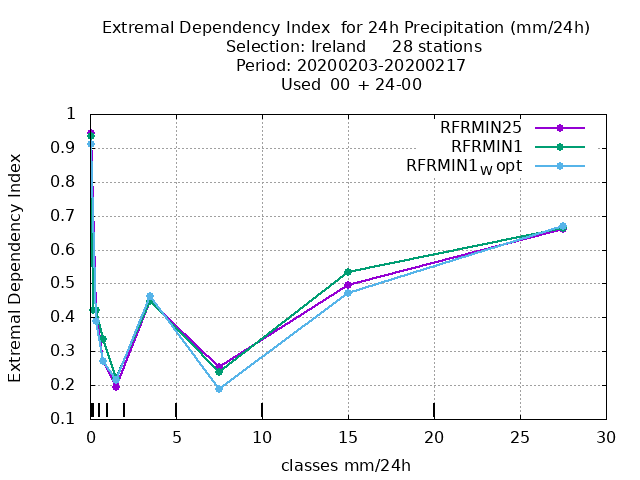 Extremal Dependency Index for 24h Precipitation (mm/24h)
Selection: Ireland 28 stations
Period: 20200203-20200217
Used 00 + 24-00
RFRMIN25
RFRMIN1
RFRMIN1W opt
Extremal Dependency Index
1
0.9
0.8
0.7
0.6
0.5
0.4
0.3
0.2
0.1
0 5 10 15 20 25 30
classes mm/24h